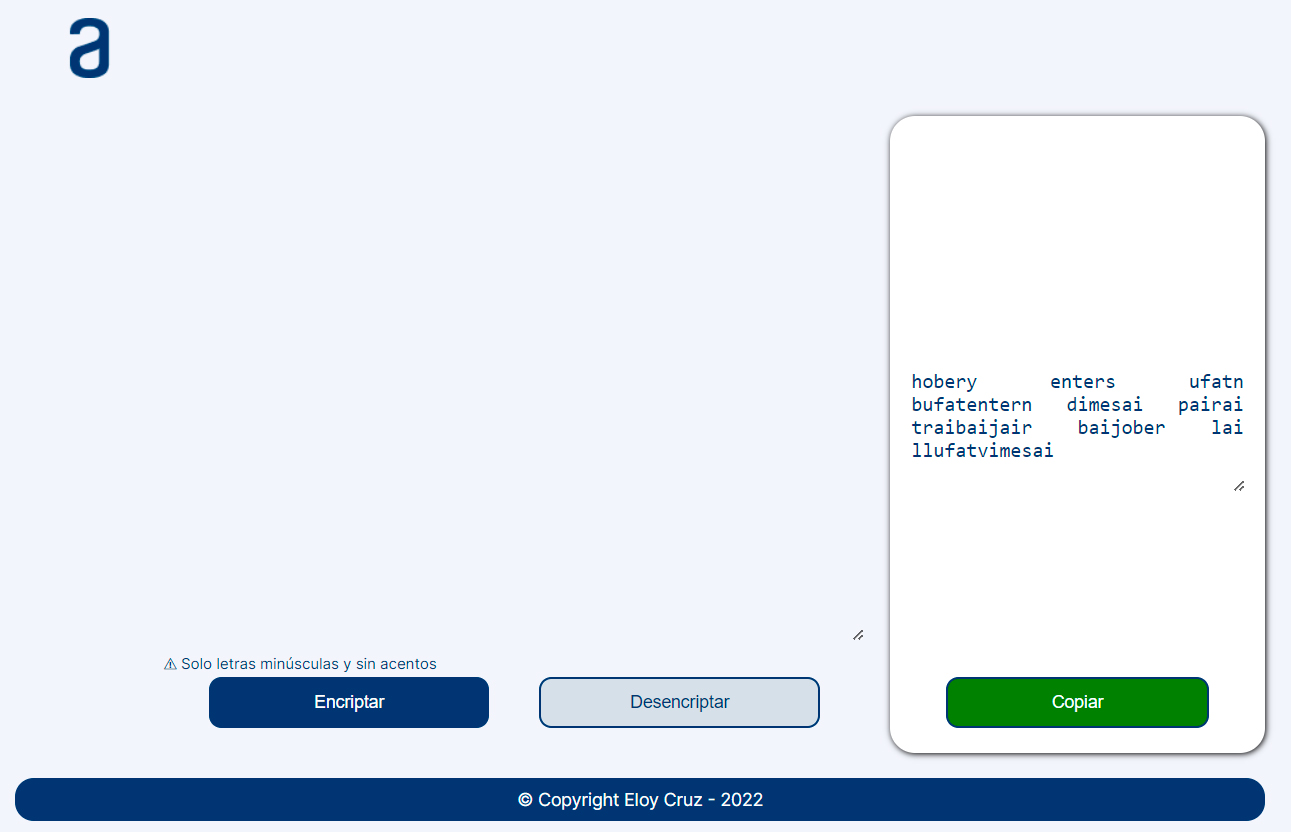 a
hobery enters ufatn
bufatentern dimesai pairai
traibaijair baijober lai
llufatvimesai
⚠ Solo letras minúsculas y sin acentos
Encriptar
Desencriptar
Copiar
© Copyright Eloy Cruz - 2022